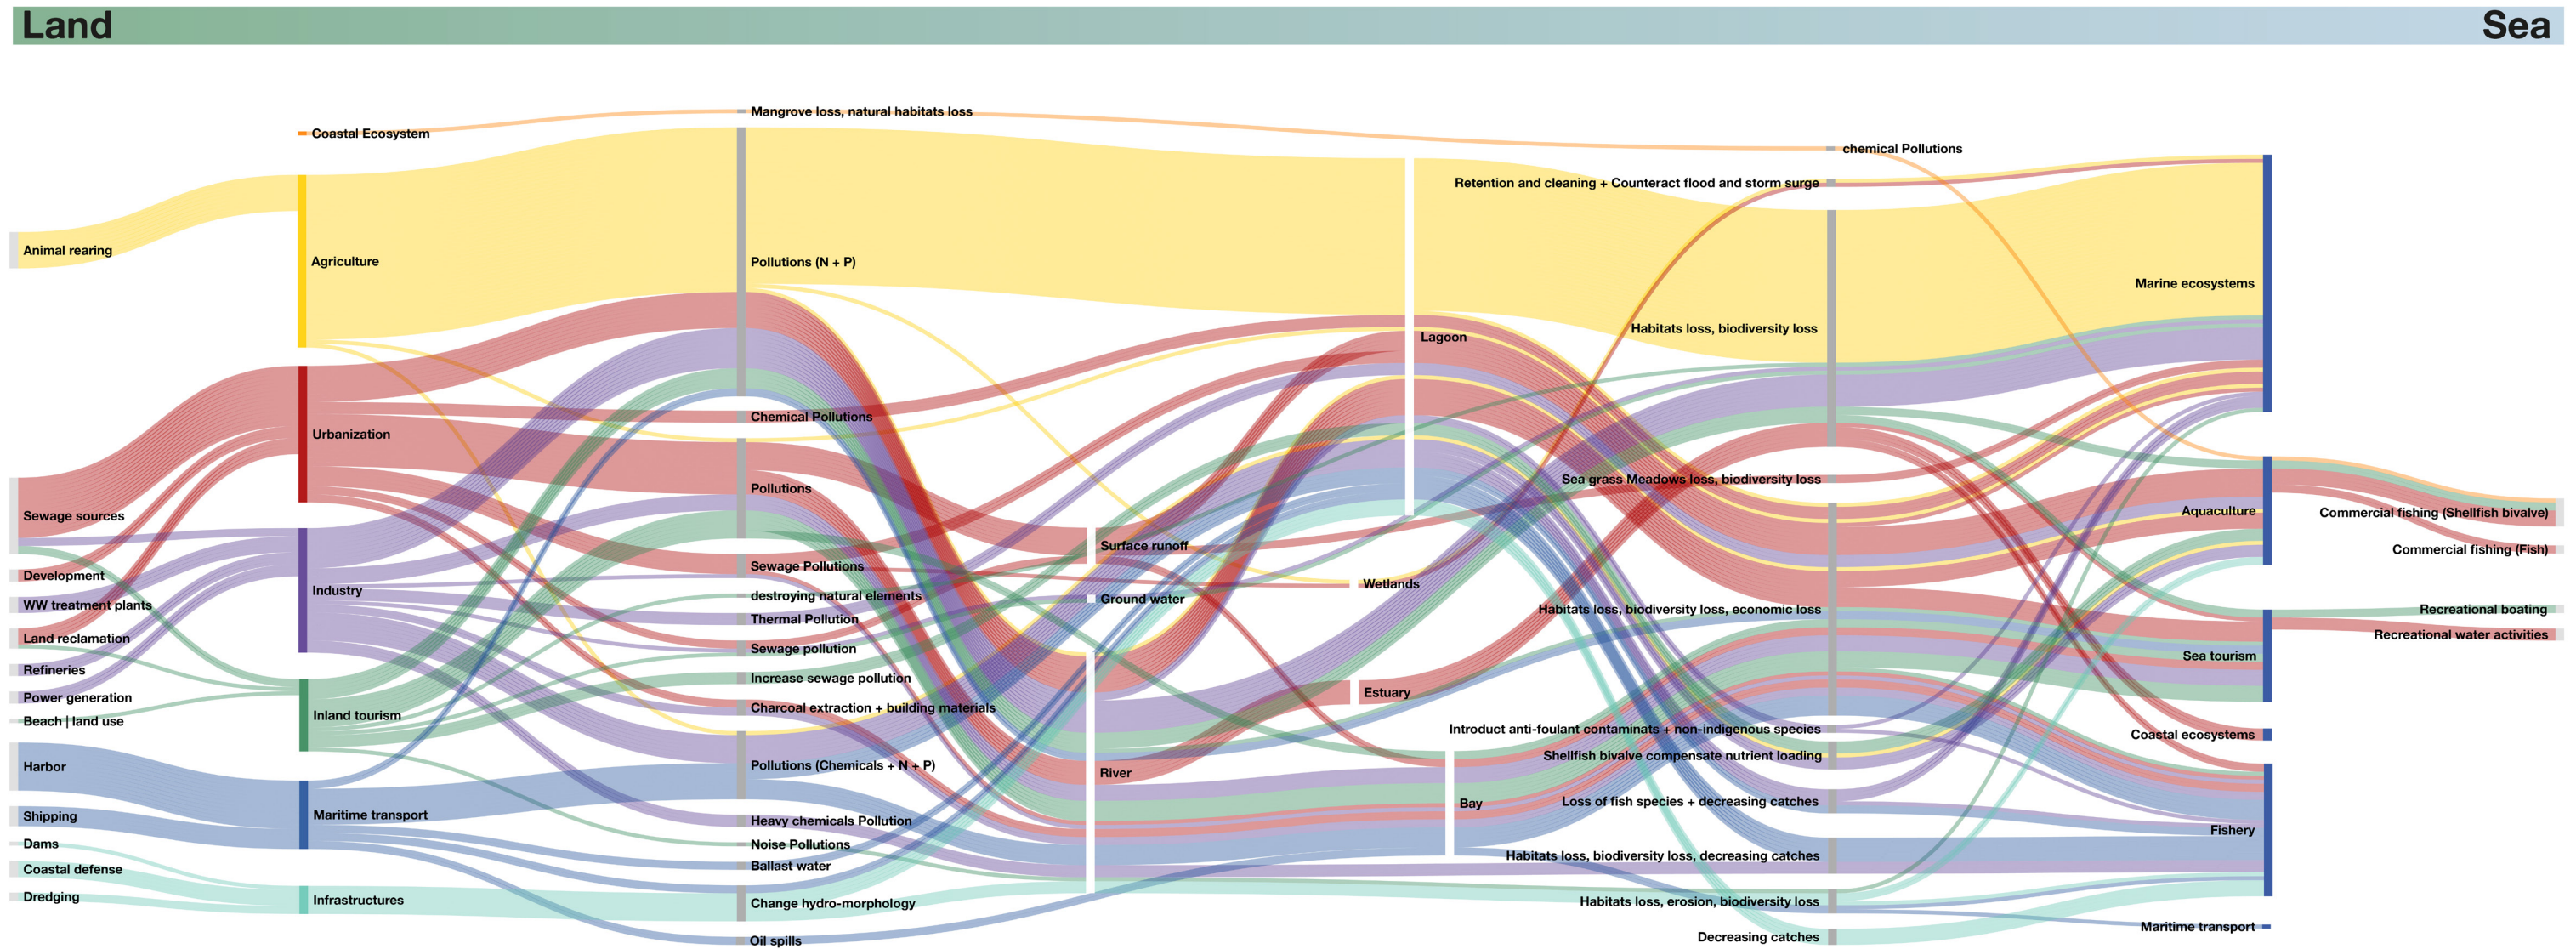 Land
Sea
Coastal Ecosystem
Animal rearing
Agriculture
Urbanization
Sewage sources
Development
WW treatment plants
Land reclamation
Refineries
Power generation
Beach | land use
Industry
Inland tourism
Harbor
Shipping
Dams
Coastal defense
Dredging
Maritime transport
Infrastructures
Mangrove loss, natural habitats loss
Pollutions (N + P)
Chemical Pollutions
Pollutions
Sewage Pollutions
destroying natural elements
Thermal Pollution
Sewage pollution
Increase sewage pollution
Charcoal extraction + building materials
Pollutions (Chemicals + N + P)
Heavy chemicals Pollution
Noise Pollutions
Ballast water
Change hydro-morphology
Oil spills
Surface runoff
Ground water
River
Wetlands
Estuary
Lagoon
Bay
chemical Pollutions
Retention and cleaning + Counteract flood and storm surge
Habitats loss, biodiversity loss
Sea grass Meadows loss, biodiversity loss
Habitats loss, biodiversity loss, economic loss
Introduct anti-foulant contaminats + non-indigenous species
Shellfish bivalve compensate nutrient loading
Loss of fish species + decreasing catches
Habitats loss, biodiversity loss, decreasing catches
Habitats loss, erosion, biodiversity loss
Decreasing catches
Marine ecosystems
Aquaculture
Sea tourism
Coastal ecosystems
Fishery
Maritime transport
Commercial fishing (Shellfish bivalve)
Commercial fishing (Fish)
Recreational boating
Recreational water activities